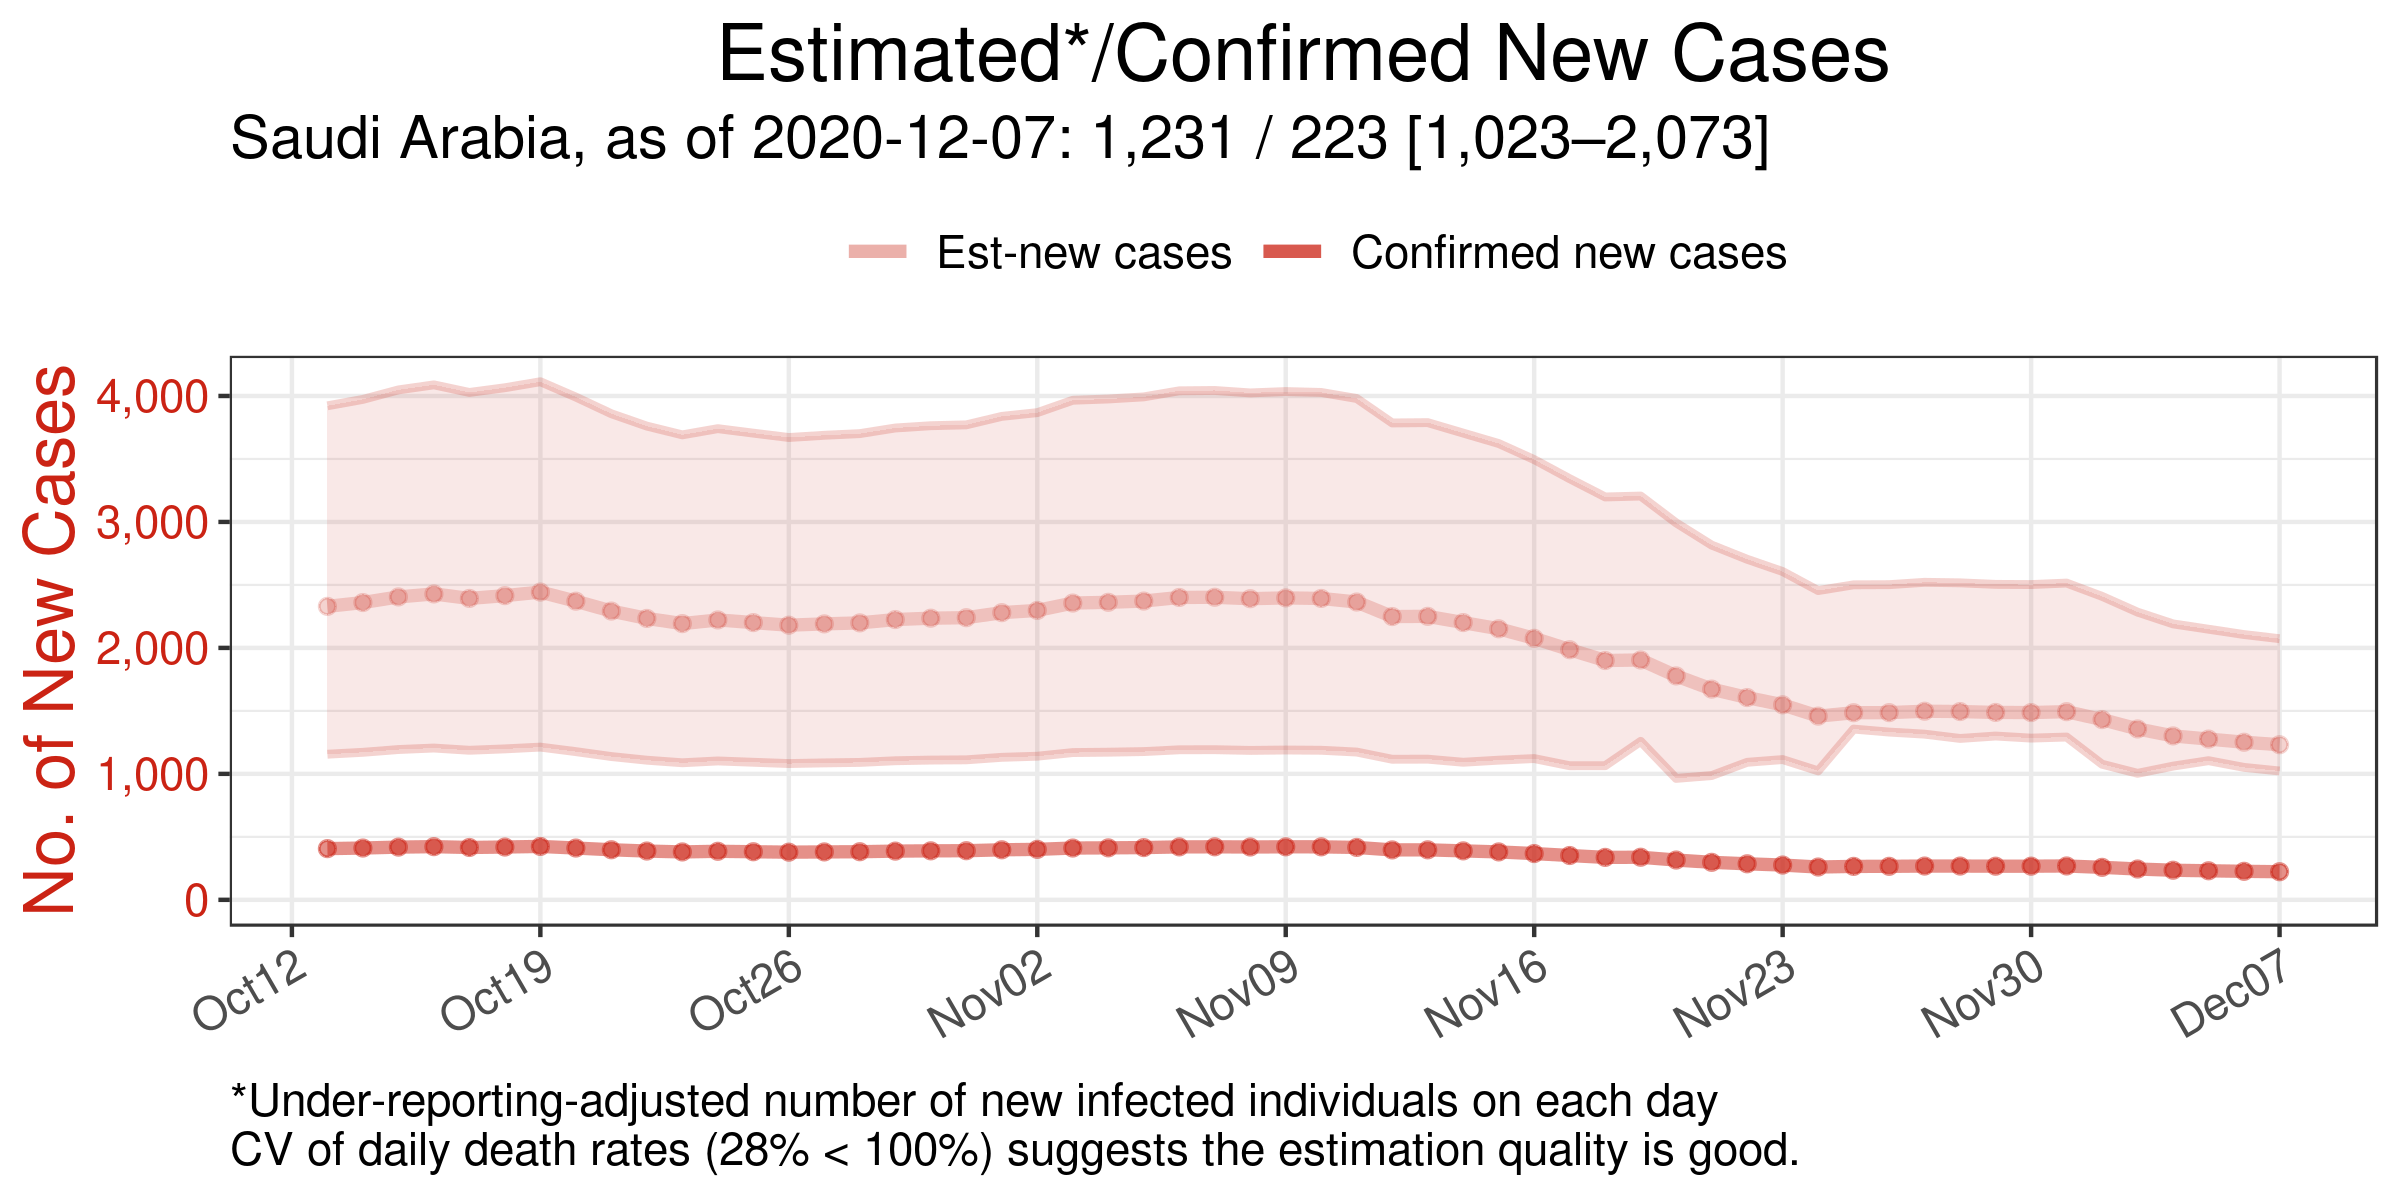 Estimated*/Confirmed New Cases
Saudi Arabia, as of 2020-12-07: 1,231 / 223 [1,023–2,073]
Est-new cases
Confirmed new cases
No. of New Cases
4,000
3,000
2,000
1,000
0
Oct12
Oct19
Oct26
Nov02
Nov09
Nov16
Nov23
Nov30
Dec07
*Under-reporting-adjusted number of new infected individuals on each day
CV of daily death rates (28% < 100%) suggests the estimation quality is good.